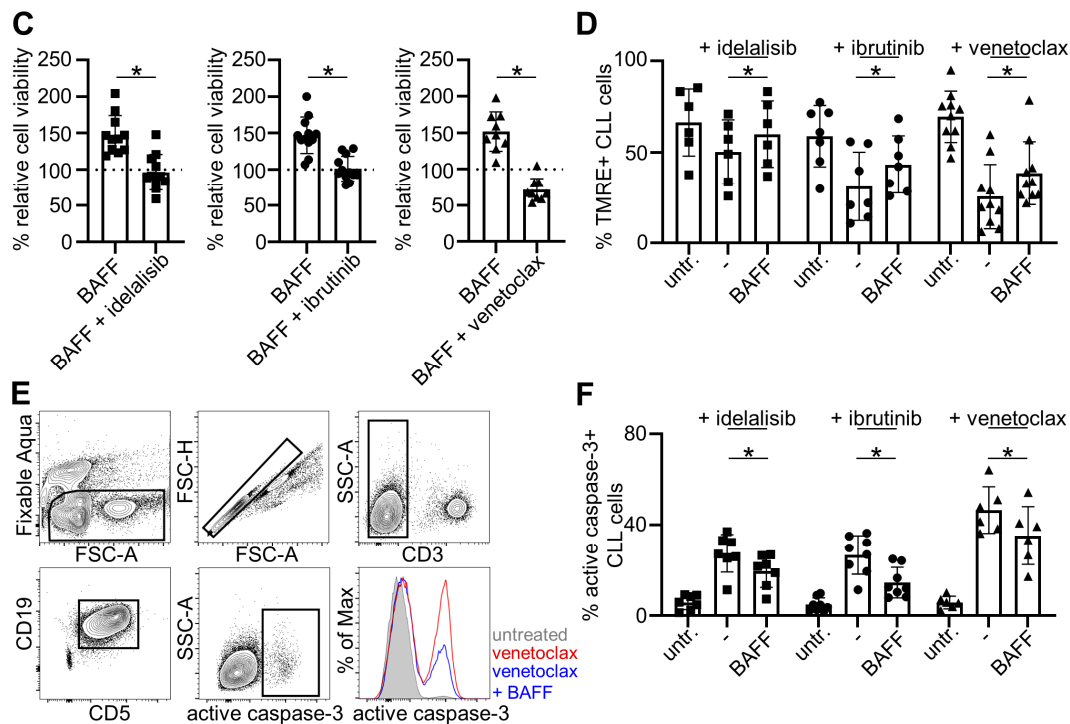 C
% relative cell viability
250
200
150
100
50
0
*
BAFF
BAFF + idelalisib
% relative cell viability
250
200
150
100
50
0
*
BAFF
BAFF + ibrutinib
% relative cell viability
250
200
150
100
50
0
*
BAFF
BAFF + venetoclax
D
% TMRE+ CLL cells
100
50
0
+ idelalisib
+ ibrutinib
+ venetoclax
*
*
*
untr.
-
BAFF
untr.
-
BAFF
untr.
-
BAFF
E
Fixable Aqua
FSC-A
FSC-H
FSC-A
SSC-A
CD3
CD19
CD5
SSC-A
active caspase-3
% of Max
active caspase-3
untreated
venetoclax
venetoclax
+ BAFF
F
% active caspase-3+
CLL cells
80
40
0
+ idelalisib
+ ibrutinib
+ venetoclax
*
*
*
untr.
-
BAFF
untr.
-
BAFF
untr.
-
BAFF